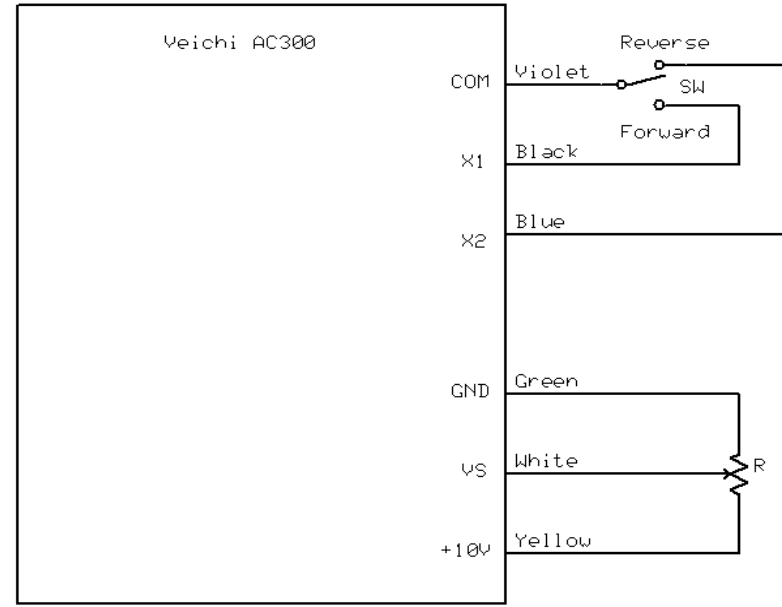 Veichi AC300
Reverse
COM Violet
SW
Forward
X1 Black
X2 Blue
GND Green
VS White
R
+10V Yellow